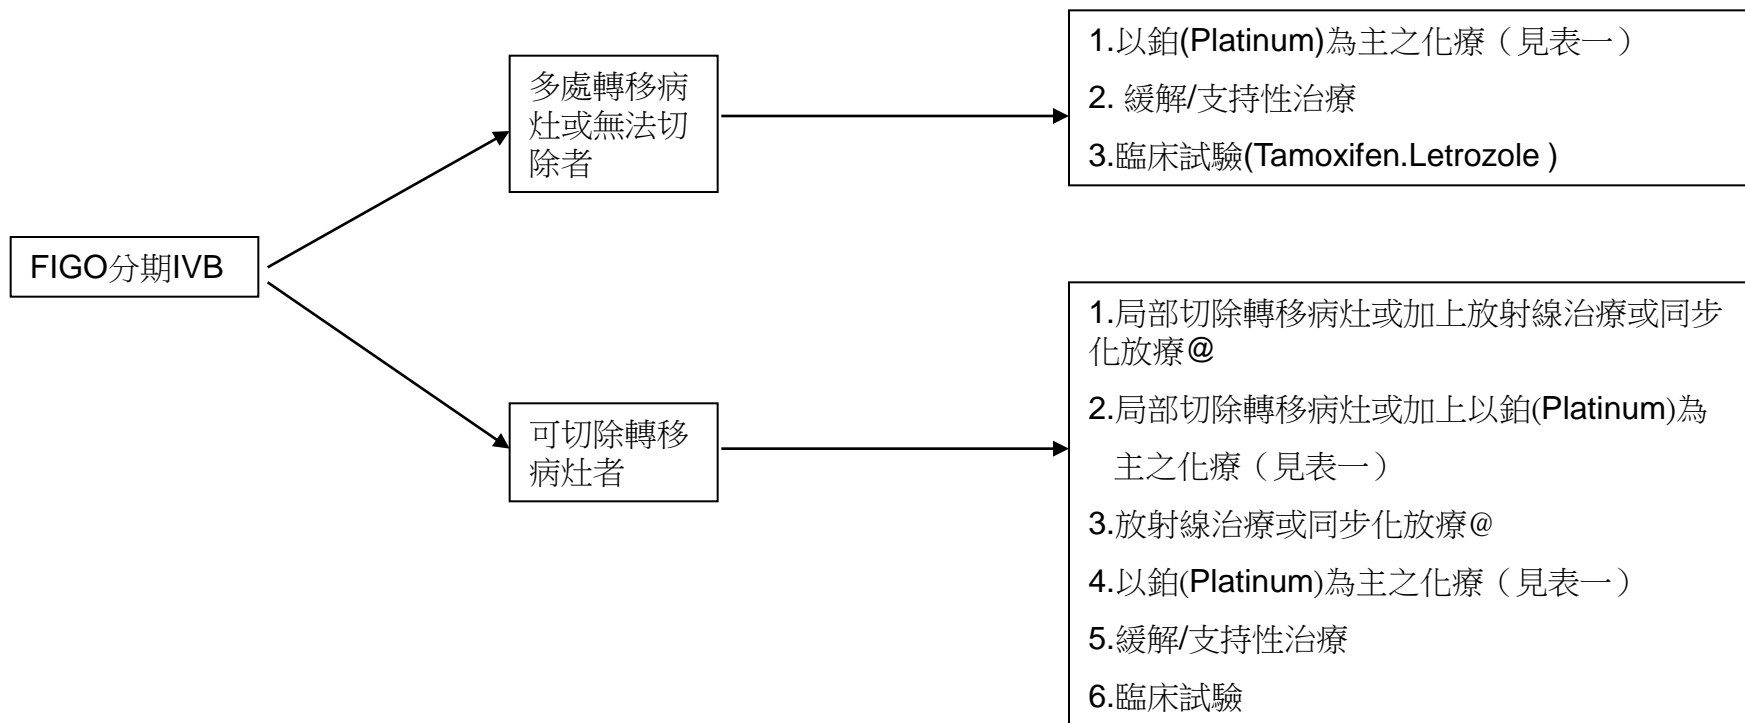 FIGO分期IVB
多處轉移病
灶或無法切
除者
1.以鉑(Platinum)為主之化療（見表一）
2. 緩解/支持性治療
3.臨床試驗(Tamoxifen.Letrozole )
可切除轉移
病灶者
1.局部切除轉移病灶或加上放射線治療或同步
化放療@
2.局部切除轉移病灶或加上以鉑(Platinum)為
主之化療（見表一）
3.放射線治療或同步化放療@
4.以鉑(Platinum)為主之化療（見表一）
5.緩解/支持性治療
6.臨床試驗